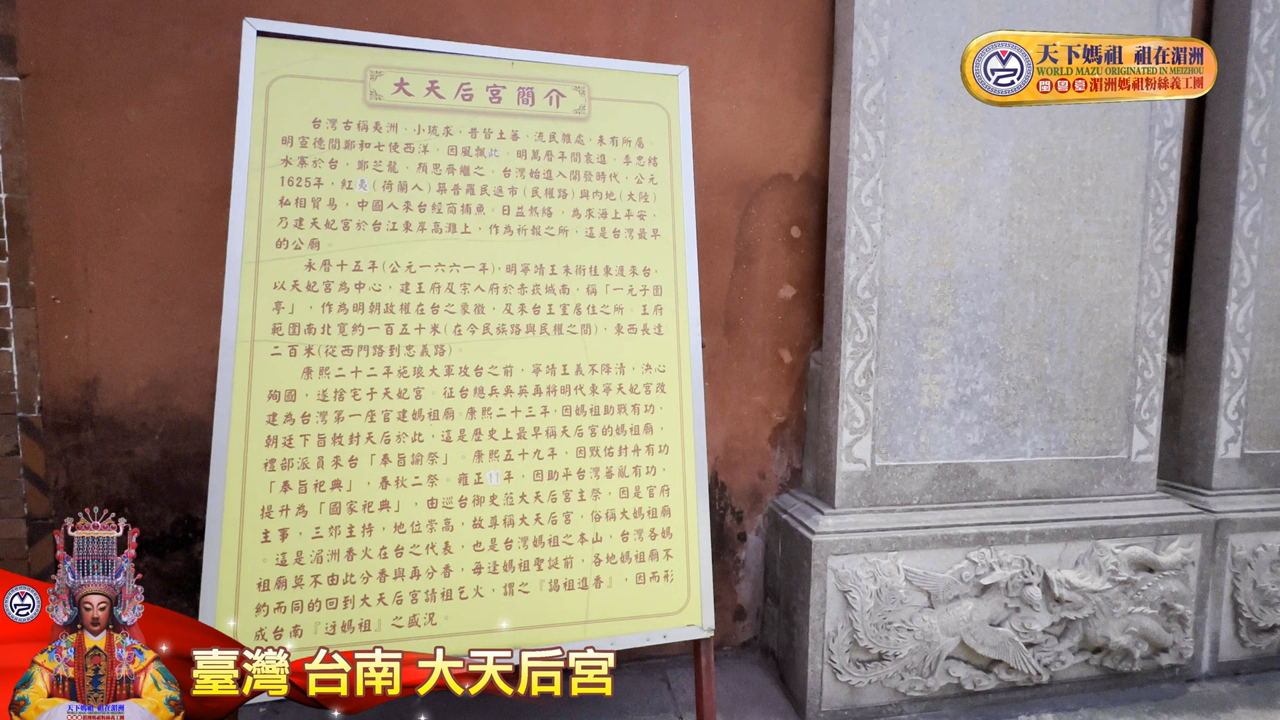 天下媽祖 祖在湄洲
WORLD MAZU ORIGINATED IN MEIZHOU
閩粵臺湄洲媽祖粉絲義工團
大天后宮簡介
台灣古稱夷洲、小琉求，昔皆土番、流民雜處，未有所屬。
明宣德間鄭和七使西洋，因風飄此。明萬曆年間袁進、李忠結
水寨於台，鄭芝龍、顏思齊繼之，台灣始進入開發時代，公元
1625年，紅夷(荷蘭人)築普羅民遮市(民權路)與內地(大陸)
私相貿易，中國人來台經商捕魚，日益熱絡，為求海上平安，
乃建天妃宮於台江東岸高灘上，作為祈報之所，這是台灣最早
的公廟。
永曆十五年(公元一六六一年)，明寧靖王朱術桂東渡來台，
以天妃宮為中心，建王府及宗人府於赤崁城南，稱「一元子園
亭」，作為明朝政權在台之象徵，及來台王室居住之所。王府
範圍南北寬約一百五十米(在今民族路與民權之間)，東西長達
二百米(從西門路到忠義路)。
康熙二十二年施琅大軍攻台之前，寧靖王義不降清，決心
殉國，遂捨宅子天妃宮。征台總兵吳英再將明代東寧天妃宮改
建為台灣第一座官建媽祖廟。康熙二十三年，因媽祖助戰有功，
朝廷下旨敕封天后於此，這是歷史上最早稱天后宮的媽祖廟，
禮部派員來台「奉旨諭祭」。康熙五十九年，因默佑封舟有功
「奉旨祀典」，春秋二祭。雍正11年，因助平台灣番亂有功，
提升為「國家祀典」，由巡台御史蒞大天后宮主祭，因是官府
主事，三郊主持，地位崇高，故尊稱大天后宮，俗稱大媽祖廟
。這是湄洲香火在台之代表，也是台灣媽祖之本山，台灣各媽
祖廟莫不由此分香與再分香，每逢媽祖聖誕前，各地媽祖廟不
約而同的回到大天后宮請祖乞火，謂之『謁祖進香』，因而形
成台南『迓媽祖』之盛況。
臺灣 台南 大天后宮
天下媽祖 祖在湄洲